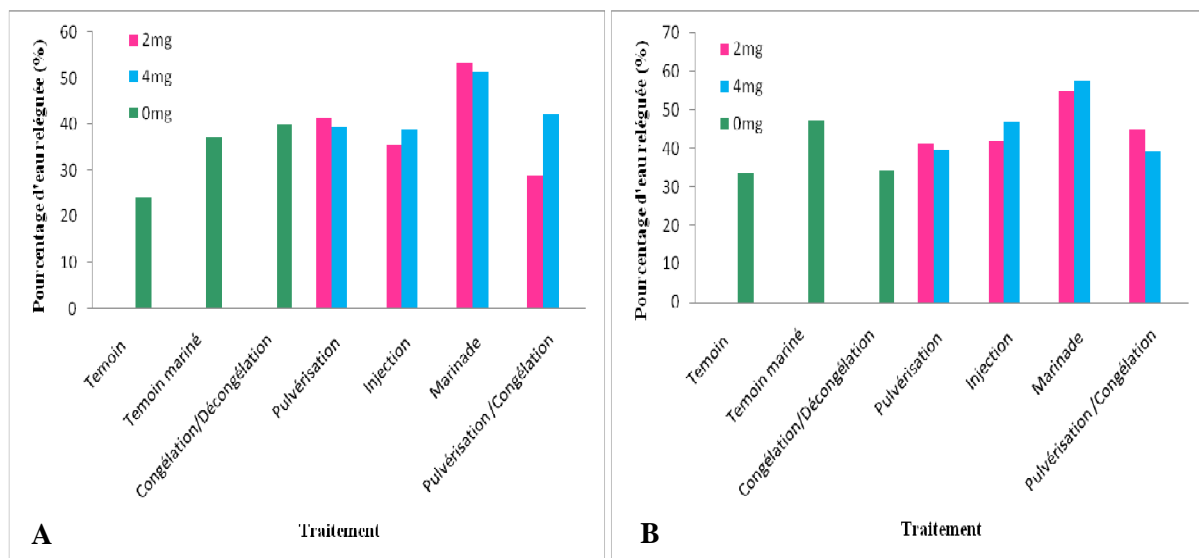 60
50
40
30
20
10
0
Pourcentage d'eau reléguée (%)
2mg
4mg
0mg
Temoin
Temoin mariné
Congélation/Décongélation
Pulvérisation
Injection
Marinade
Pulvérisation /Congélation
Traitement
A
70
60
50
40
30
20
10
0
Pourcentage d'eau reléguée (%)
2mg
4mg
0mg
Temoin
Temoin mariné
Congélation/Décongélation
Pulvérisation
Injection
Marinade
Pulvérisation /Congélation
Traitement
B